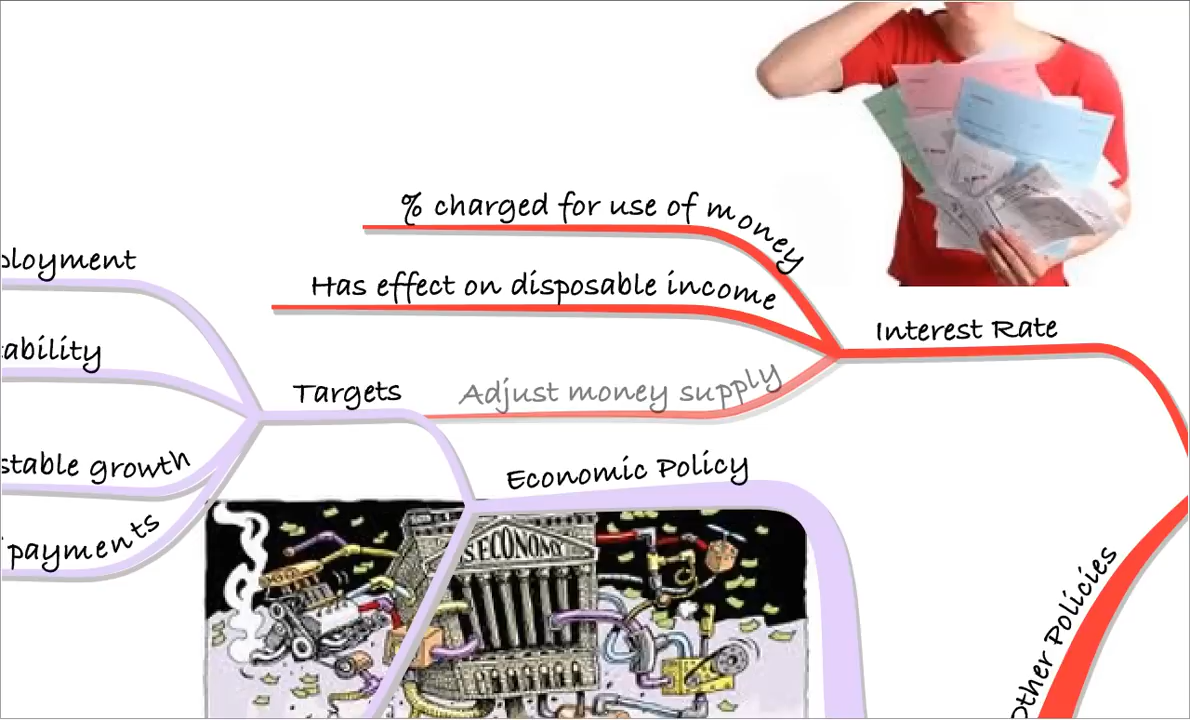 % charged for use of money
Has effect on disposable income
Interest Rate
Adjust money supply
ployment
ability
Targets
stable growth
payments
Economic Policy
ECONOMY
Other Policies